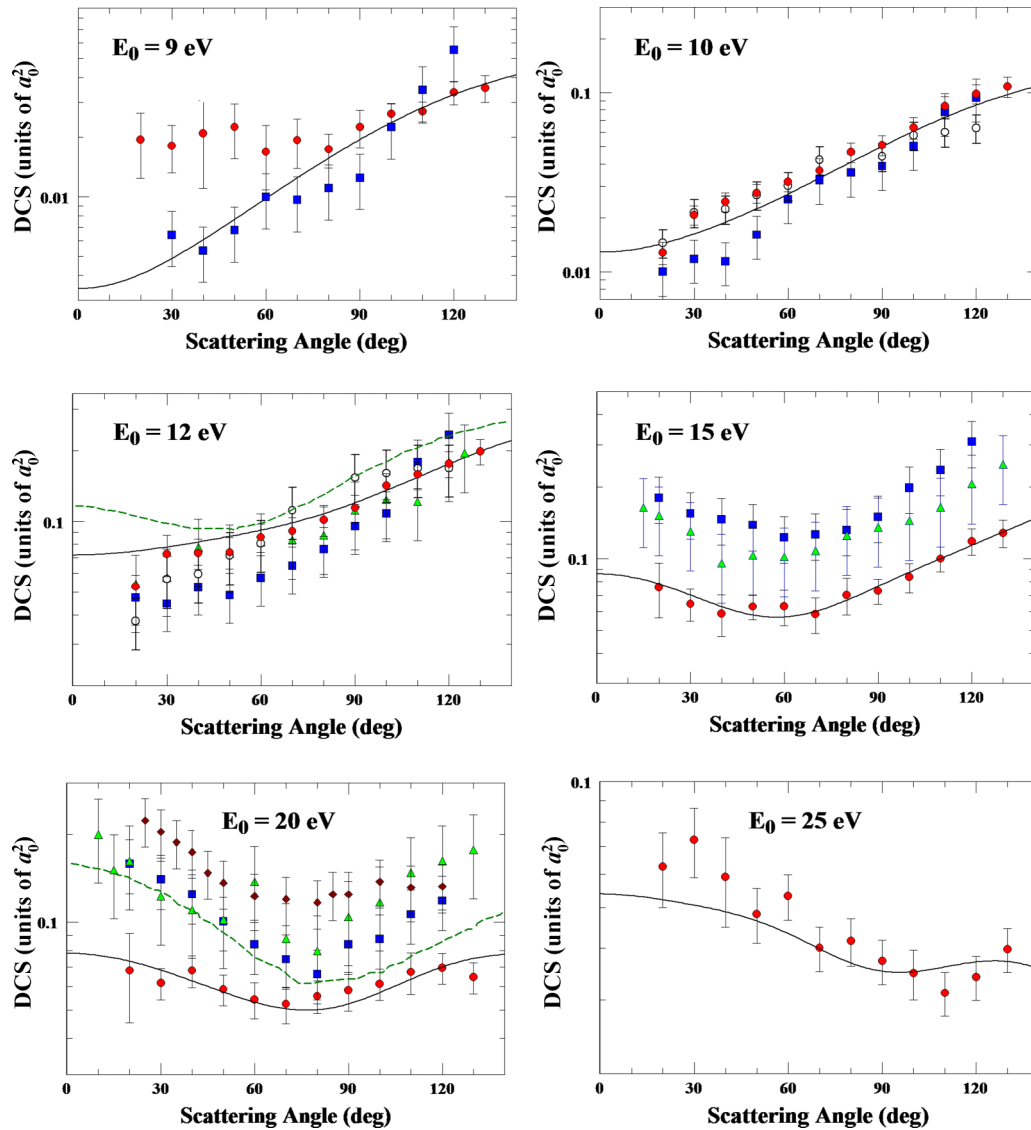 E₀ = 9 eV
DCS (units of a₀²)
0.01
0 30 60 90 120
Scattering Angle (deg)
E₀ = 10 eV
DCS (units of a₀²)
0.1
0.01
0 30 60 90 120
Scattering Angle (deg)
E₀ = 12 eV
DCS (units of a₀²)
0.1
0 30 60 90 120
Scattering Angle (deg)
E₀ = 15 eV
DCS (units of a₀²)
0.1
0 30 60 90 120
Scattering Angle (deg)
E₀ = 20 eV
DCS (units of a₀²)
0.1
0 30 60 90 120
Scattering Angle (deg)
E₀ = 25 eV
DCS (units of a₀²)
0.1
0 30 60 90 120
Scattering Angle (deg)